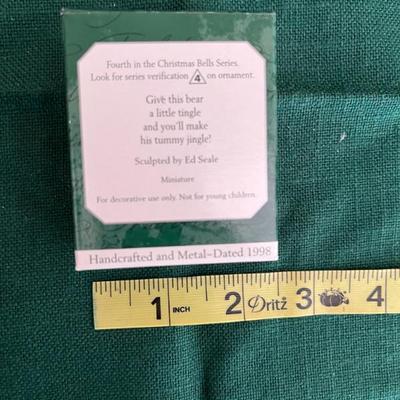 Fourth in the Christmas Bells Series.
Look for series verification 4 on ornament.
Give this bear
a little tingle
and you'll make
his tummy jingle!
Sculpted by Ed Seale
Miniature
For decorative use only. Not for young children.
Handcrafted and Metal–Dated 1998
1 INCH 2 Dritz 3 4